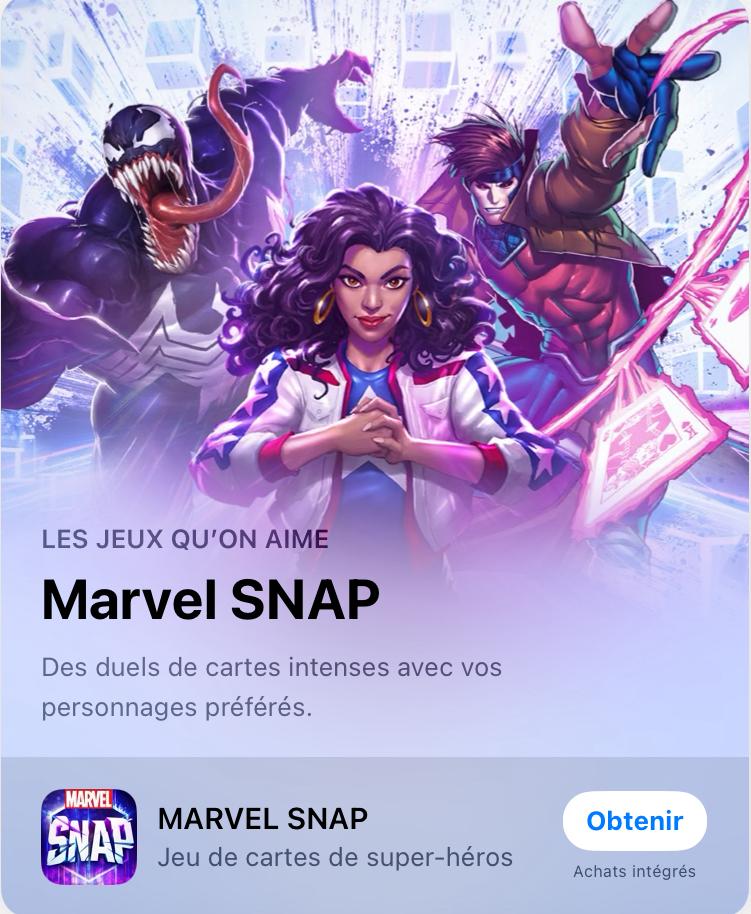 LES JEUX QU’ON AIME
Marvel SNAP
Des duels de cartes intenses avec vos
personnages préférés.
MARVEL
SNAP
MARVEL SNAP
Jeu de cartes de super-héros
Obtenir
Achats intégrés